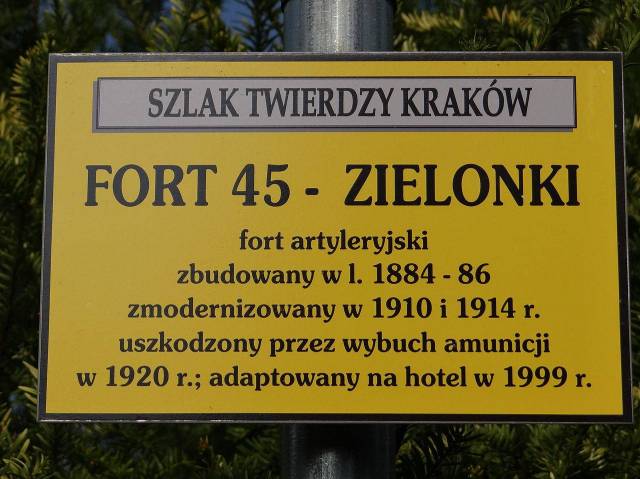 SZLAK TWIERDZY KRAKÓW
FORT 45 - ZIELONKI
fort artyleryjski
zbudowany w l. 1884 - 86
zmodernizowany w 1910 i 1914 r.
uszkodzony przez wybuch amunicji
w 1920 r.; adaptowany na hotel w 1999 r.